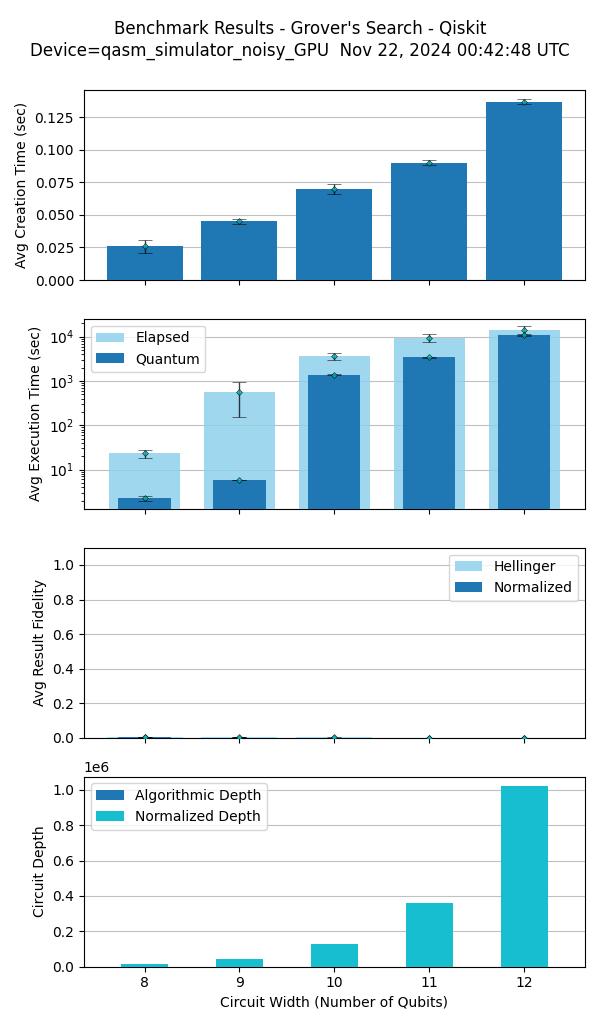 Benchmark Results - Grover's Search - Qiskit
Device=qasm_simulator_noisy_GPU  Nov 22, 2024 00:42:48 UTC
Avg Creation Time (sec)
0.125
0.100
0.075
0.050
0.025
0.000
Avg Execution Time (sec)
10⁴
10³
10²
10¹
Elapsed
Quantum
Avg Result Fidelity
1.0
0.8
0.6
0.4
0.2
0.0
Hellinger
Normalized
1e6
Circuit Depth
1.0
0.8
0.6
0.4
0.2
0.0
Algorithmic Depth
Normalized Depth
8 9 10 11 12
Circuit Width (Number of Qubits)